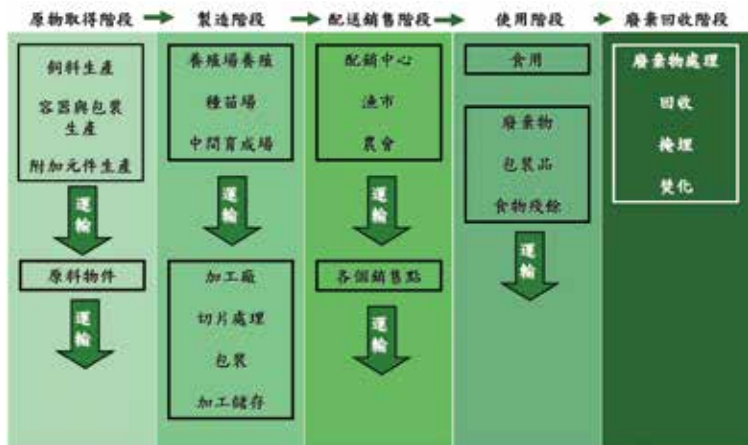 原物取得階段
製造階段
配送銷售階段
使用階段
廢棄回收階段
飼料生產
容器與包裝
生產
附加元件生產
運輸
原料物件
運輸
養殖場養殖
種苗場
中間育成場
運輸
加工廠
切片處理
包裝
加工儲存
配銷中心
漁市
農會
運輸
各個銷售點
運輸
食用
廢棄物
包裝品
食物殘餘
運輸
廢棄物處理
回收
掩埋
焚化